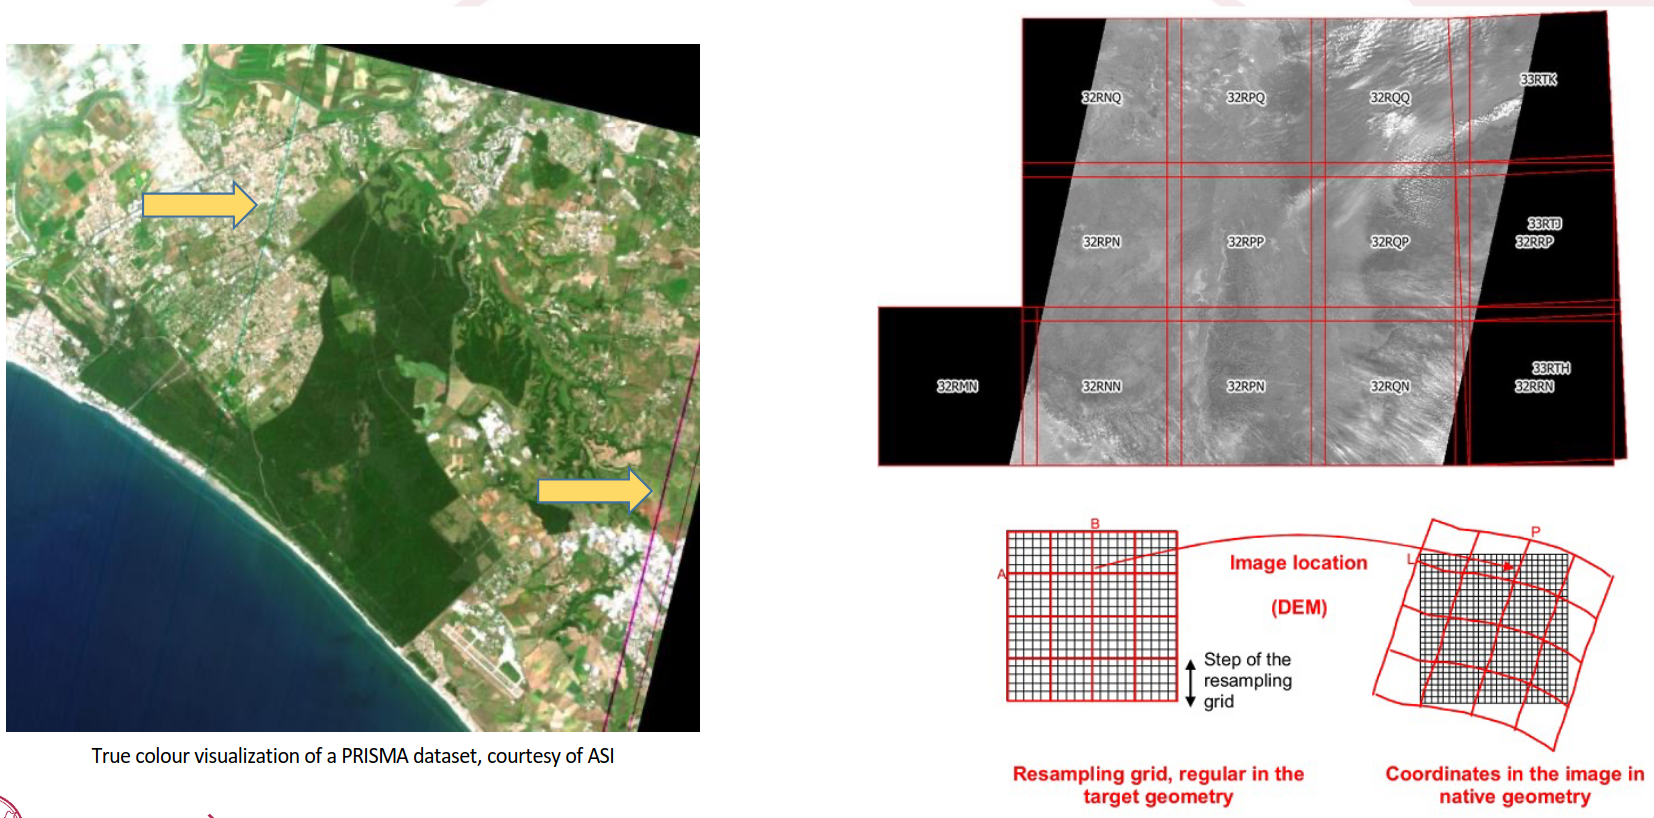 True colour visualization of a PRISMA dataset, courtesy of ASI
32RNQ
32RPQ
32RQQ
33RTK
32RPN
32RPP
32RQP
33RTJ
32RRP
32RMN
32RNN
32RPN
32RQN
33RTH
32RRN
B
A
Image location
(DEM)
Step of the
resampling
grid
P
L
Resampling grid, regular in the
target geometry
Coordinates in the image in
native geometry